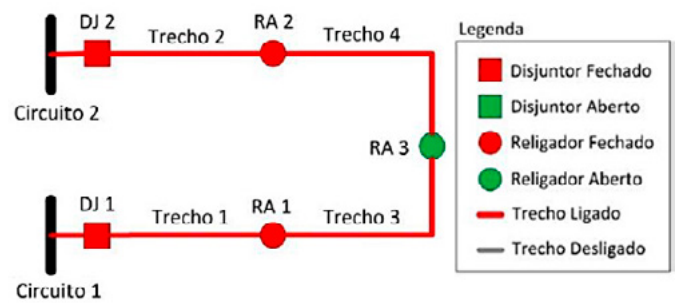 DJ 2
Trecho 2
RA 2
Trecho 4
Circuito 2
RA 3
DJ 1
Trecho 1
RA 1
Trecho 3
Circuito 1
Legenda
Disjuntor Fechado
Disjuntor Aberto
Religador Fechado
Religador Aberto
Trecho Ligado
Trecho Desligado